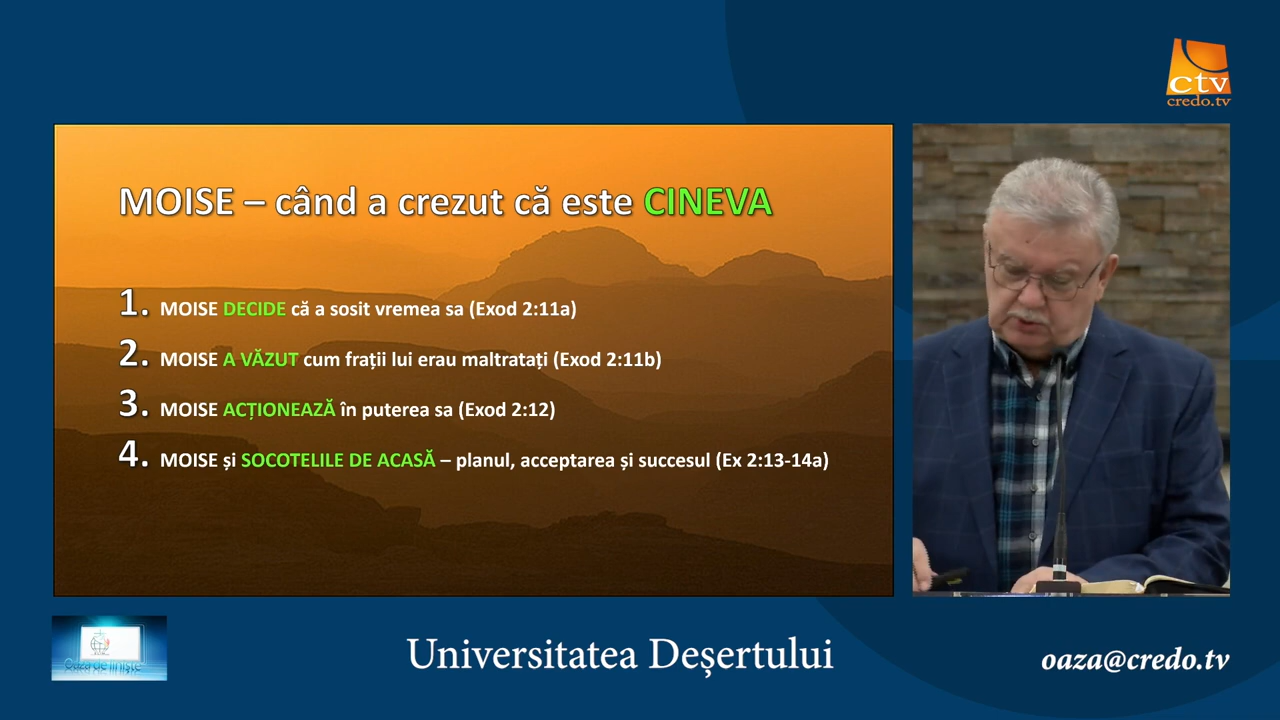 ctv
credo.tv
MOISE – când a crezut că este CINEVA
1. MOISE DECIDE că a sosit vremea sa (Exod 2:11a)
2. MOISE A VĂZUT cum frații lui erau maltratați (Exod 2:11b)
3. MOISE ACȚIONEAZĂ în puterea sa (Exod 2:12)
4. MOISE și SOCOTELILE DE ACASĂ – planul, acceptarea și succesul (Ex 2:13-14a)
Oaza de liniște
Universitatea Deșertului
oaza@credo.tv